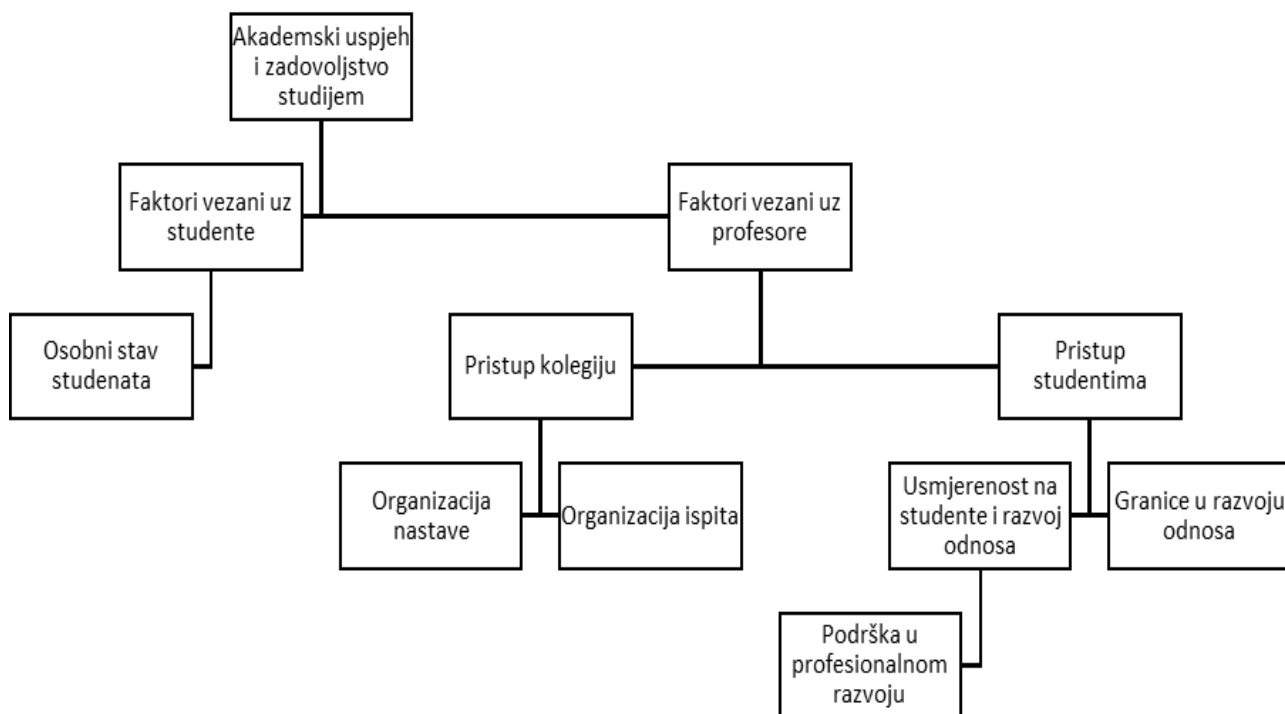 Akademski uspjeh
i zadovoljstvo
studijem
Faktori vezani uz
studente
Faktori vezani uz
profesore
Osobni stav
studenata
Pristup kolegiju
Pristup
studentima
Organizacija
nastave
Organizacija ispita
Usmjerenost na
studente i razvoj
odnosa
Granice u razvoju
odnosa
Podrška u
profesionalnom
razvoju